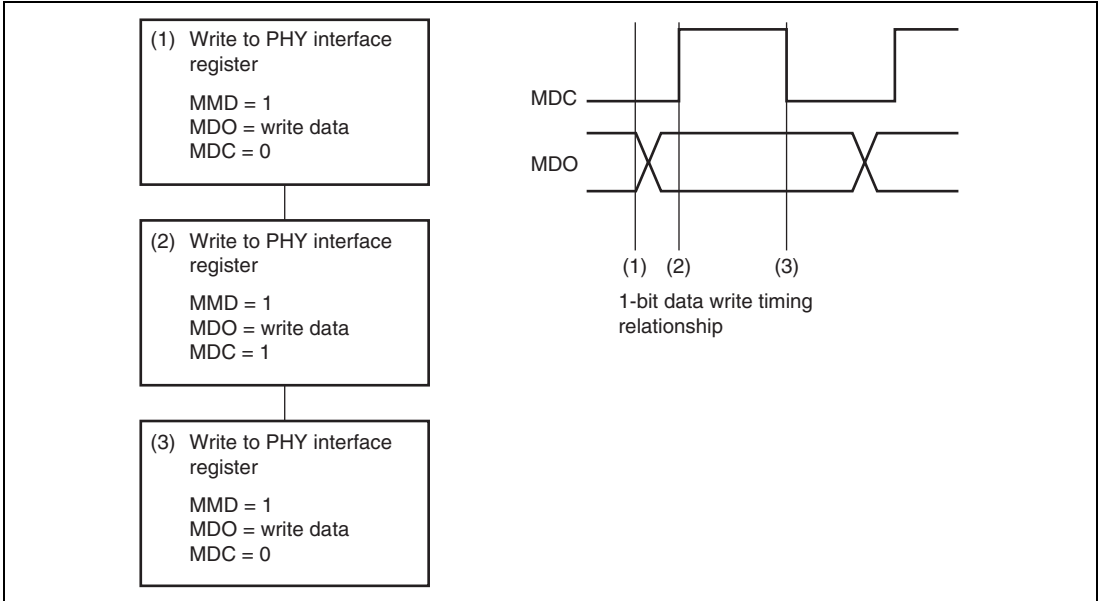 (1) Write to PHY interface
register
MMD = 1
MDO = write data
MDC = 0
(2) Write to PHY interface
register
MMD = 1
MDO = write data
MDC = 1
(3) Write to PHY interface
register
MMD = 1
MDO = write data
MDC = 0
MDC
MDO
(1) (2) (3)
1-bit data write timing
relationship